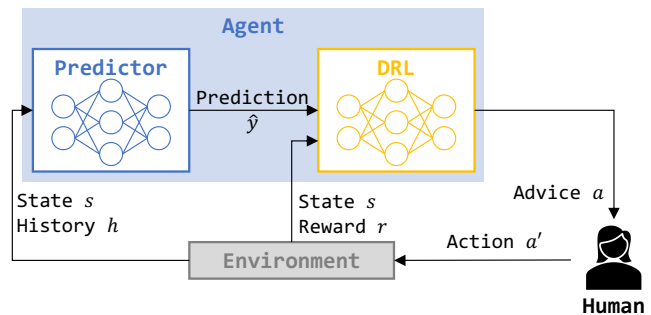 Agent
Predictor
DRL
Prediction
ŷ
State s
History h
State s
Reward r
Advice a
Action a′
Environment
Human